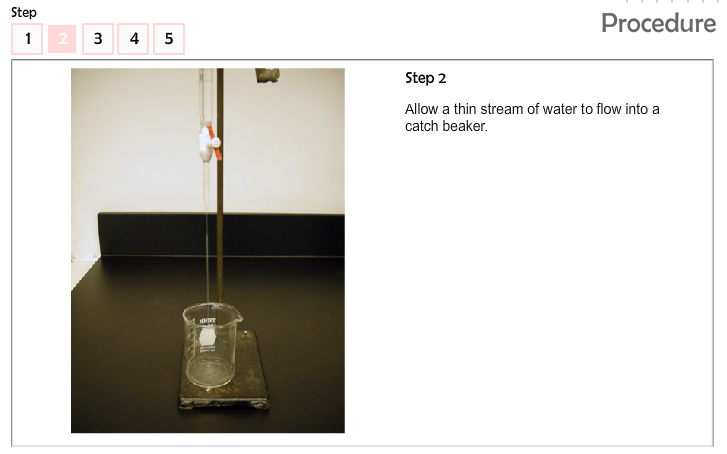 Step
Procedure
1 2 3 4 5
Step 2
Allow a thin stream of water to flow into a
catch beaker.